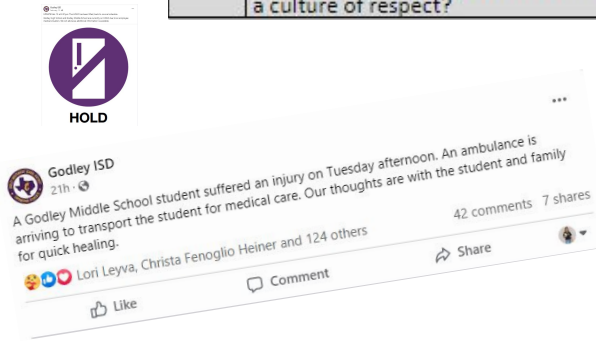 a culture of respect?
HOLD
Godley ISD
21h
A Godley Middle School student suffered an injury on Tuesday afternoon. An ambulance is
arriving to transport the student for medical care. Our thoughts are with the student and family
for quick healing.
Lori Leyva, Christa Fenoglio Heiner and 124 others
42 comments 7 shares
Like
Comment
Share